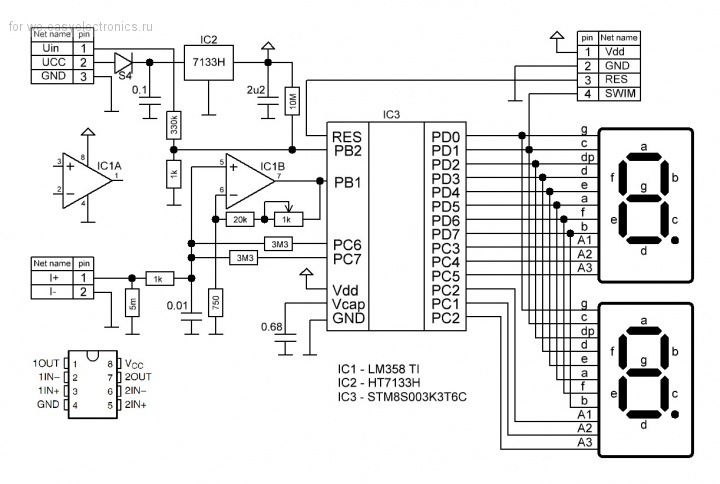 for we.easyelectronics.ru
Net name pin
Uin 1
UCC 2
GND 3
S4
0.1
IC2
7133H
2u2
10M
330k
1k
pin Net name
1 Vdd
2 GND
3 RES
4 SWIM
IC3
RES
PB2
PB1
PC6
PC7
Vdd
Vcap
GND
PD0
PD1
PD2
PD3
PD4
PD5
PD6
PD7
PC3
PC4
PC5
PC2
PC1
PC2
3
+
8
IC1A
1
2
−
4
5
+
IC1B
7
6
−
20k
1k
3M3
3M3
Net name pin
I+ 1
I- 2
5m
1k
0.01
750
0.68
g
c
dp
d
e
a
f
b
A1
A2
A3
a
f
b
g
e
c
d
g
c
dp
d
e
a
f
b
A1
A2
A3
a
f
b
g
e
c
d
1OUT 1 8 VCC
1IN− 2 7 2OUT
1IN+ 3 6 2IN−
GND 4 5 2IN+
IC1 - LM358 TI
IC2 - HT7133H
IC3 - STM8S003K3T6C